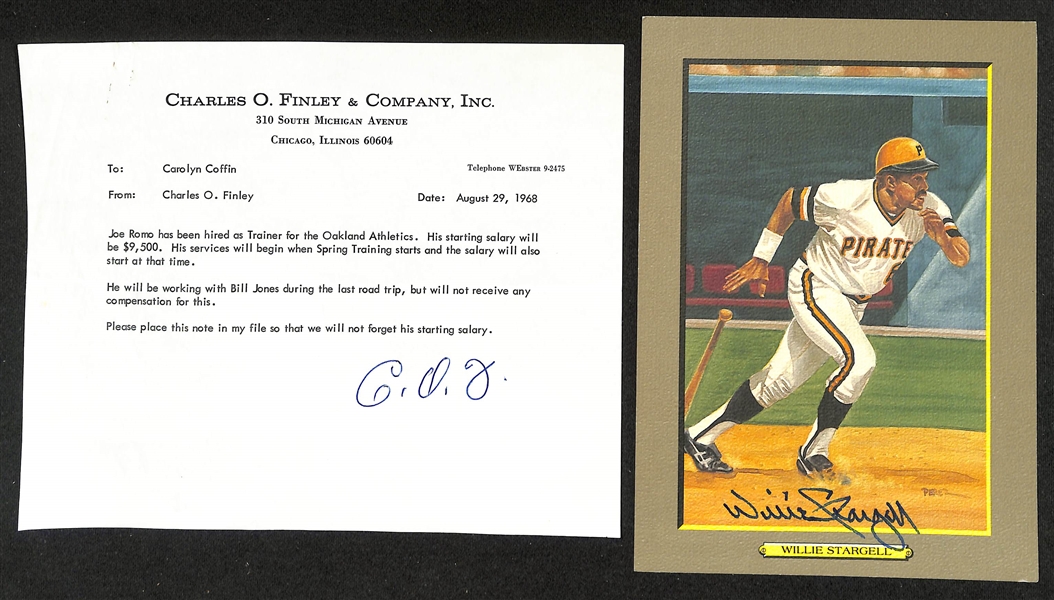 CHARLES O. FINLEY & COMPANY, INC.
310 SOUTH MICHIGAN AVENUE
CHICAGO, ILLINOIS 60604
To: Carolyn Coffin
Telephone WEBSTER 9-2475
From: Charles O. Finley
Date: August 29, 1968
Joe Romo has been hired as Trainer for the Oakland Athletics. His starting salary will
be $9,500. His services will begin when Spring Training starts and the salary will also
start at that time.
He will be working with Bill Jones during the last road trip, but will not receive any
compensation for this.
Please place this note in my file so that we will not forget his starting salary.
C. O. F.
P
PIRATE
Willie Stargell
WILLIE STARGELL